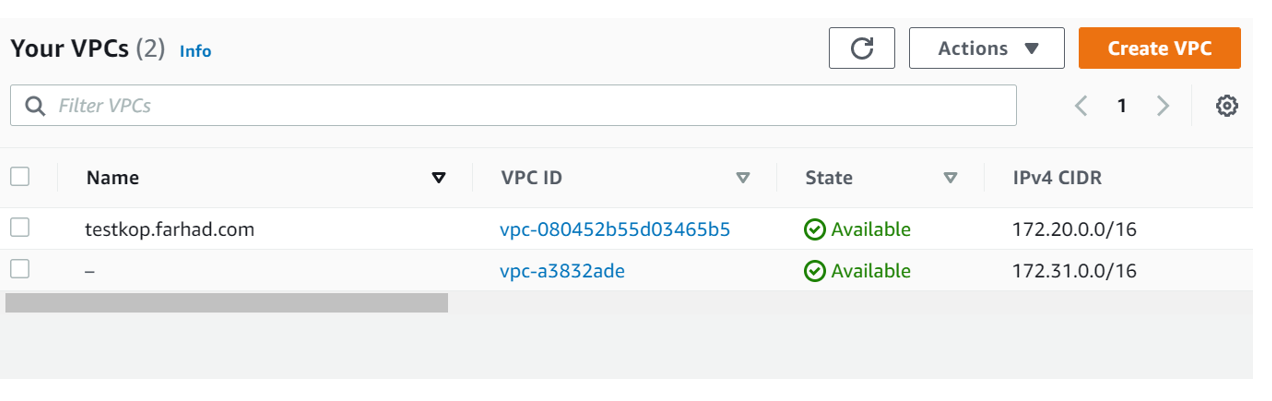 Your VPCs (2) Info Actions Create VPC
Filter VPCs 1
Name VPC ID State IPv4 CIDR
testkop.farhad.com vpc-080452b55d03465b5 Available 172.20.0.0/16
– vpc-a3832ade Available 172.31.0.0/16